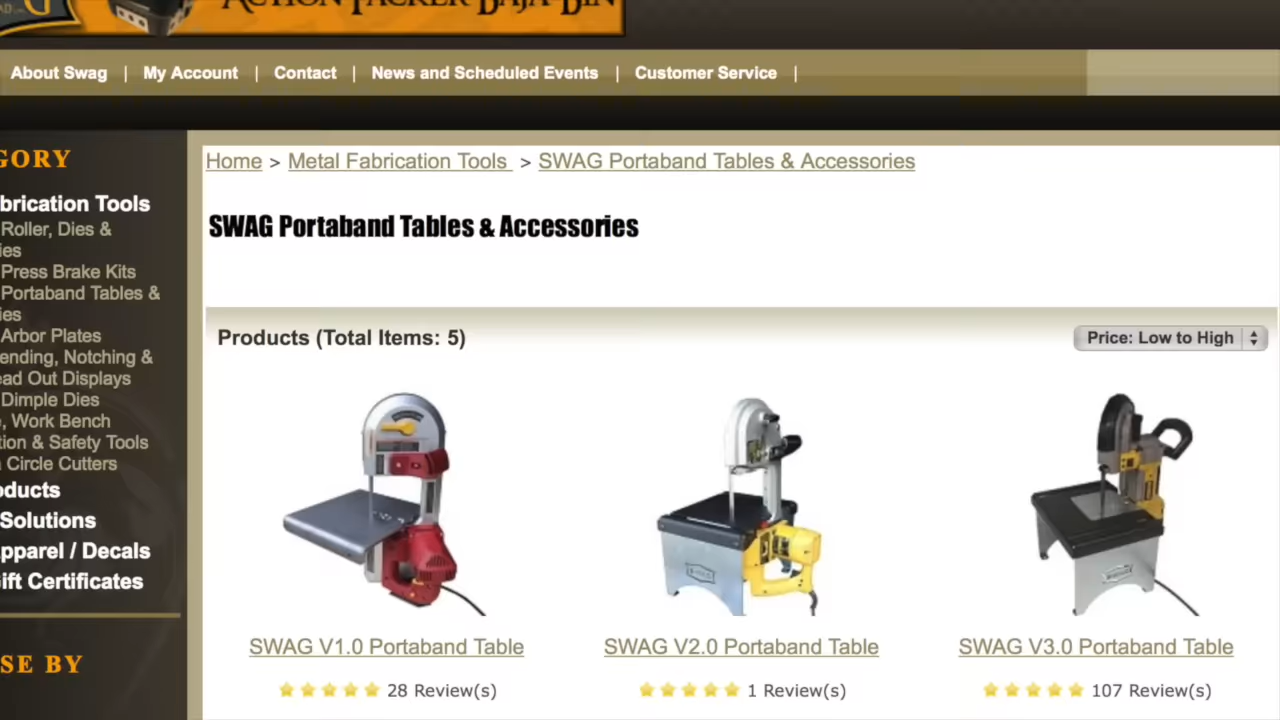 ACTION PACKER BAJA-BIN
About Swag | My Account | Contact | News and Scheduled Events | Customer Service |
GORY
Home > Metal Fabrication Tools > SWAG Portaband Tables & Accessories
brication Tools
Roller, Dies &
ies
Press Brake Kits
Portaband Tables &
ies
Arbor Plates
ending, Notching &
ead Out Displays
Dimple Dies
, Work Bench
tion & Safety Tools
Circle Cutters
oducts
Solutions
pparel / Decals
ift Certificates
SE BY
SWAG Portaband Tables & Accessories
Products (Total Items: 5)
Price: Low to High
SWAG V1.0 Portaband Table
28 Review(s)
SWAG V2.0 Portaband Table
1 Review(s)
SWAG V3.0 Portaband Table
107 Review(s)